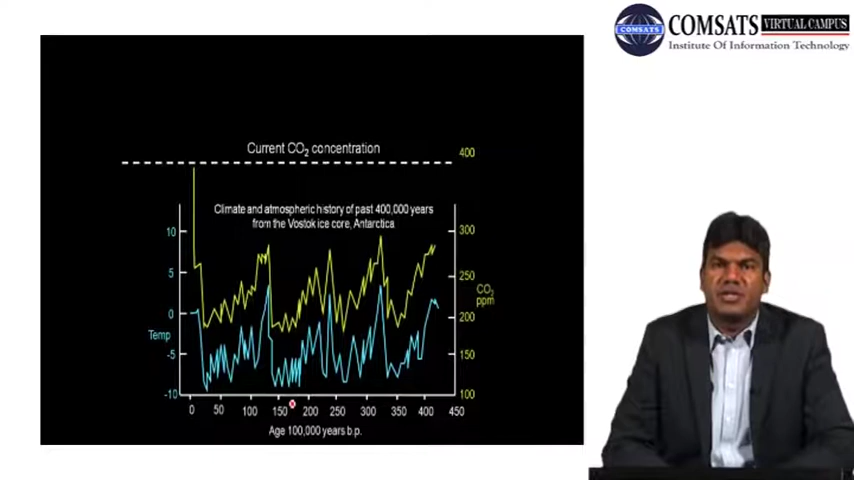 COMSATS VIRTUAL CAMPUS
COMSATS
Institute Of Information Technology
Current CO2 concentration
400
Climate and atmospheric history of past 400,000 years
from the Vostok ice core, Antarctica
10
300
5
250
CO2
ppm
0
200
Temp
-5
150
-10
100
0 50 100 150 200 250 300 350 400 450
Age 100,000 years b.p.